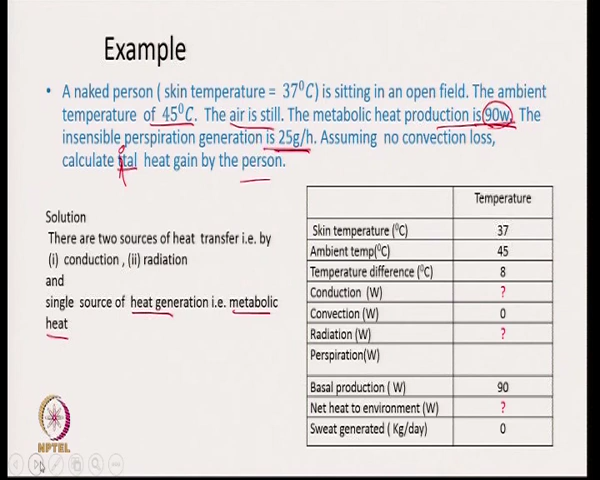 Example
• A naked person ( skin temperature = 37⁰C) is sitting in an open field. The ambient
temperature of 45⁰C. The air is still. The metabolic heat production is 90w. The
insensible perspiration generation is 25g/h. Assuming no convection loss,
calculate heat gain by the person.
Solution
There are two sources of heat transfer i.e. by
(i) conduction , (ii) radiation
and
single source of heat generation i.e. metabolic
heat
Temperature
Skin temperature (⁰C) 37
Ambient temp(⁰C) 45
Temperature difference (⁰C) 8
Conduction (W) ?
Convection (W) 0
Radiation (W) ?
Perspiration(W)
Basal production ( W) 90
Net heat to environment (W) ?
Sweat generated ( Kg/day) 0
NPTEL